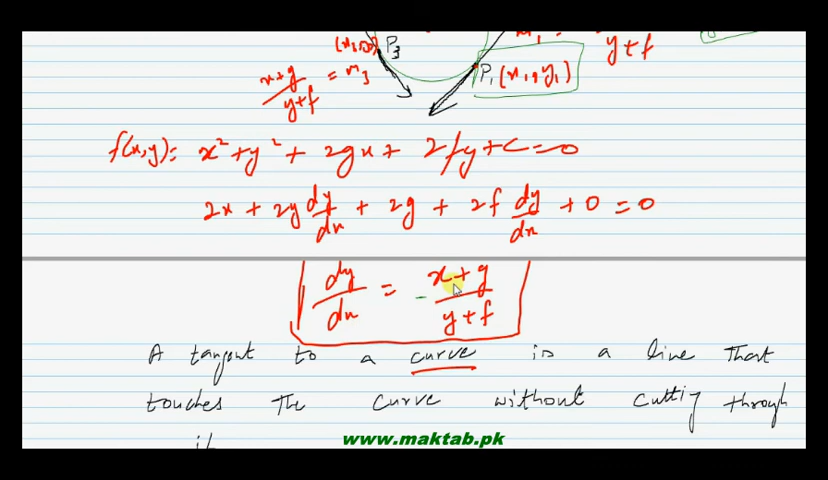 P3
y+f
P1(x1, y1)
x+g/y+f = m3
f(x,y): x²+y²+ 2gx+ 2fy+c=0
2x + 2y dy/dx + 2g + 2f dy/dx + 0 = 0
dy/dx = - x+g/y+f
A tangent to a curve is a line that
touches the curve without cutting through
it
www.maktab.pk